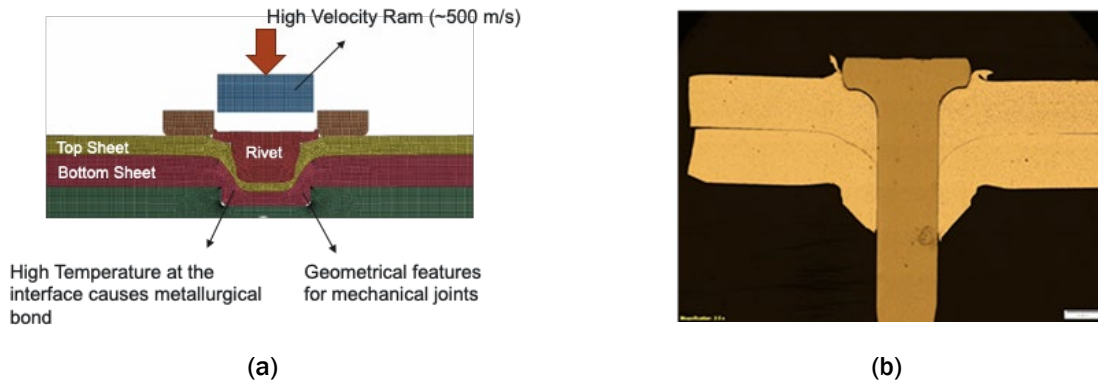 High Velocity Ram (~500 m/s)
Top Sheet
Rivet
Bottom Sheet
High Temperature at the
interface causes metallurgical
bond
Geometrical features
for mechanical joints
(a)
(b)